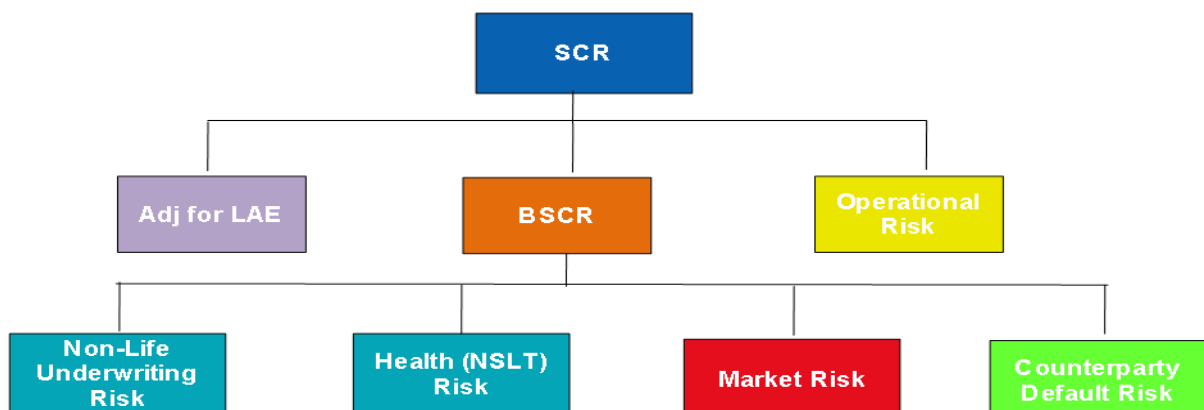 SCR
Adj for LAE
BSCR
Operational
Risk
Non-Life
Underwriting
Risk
Health (NSLT)
Risk
Market Risk
Counterparty
Default Risk